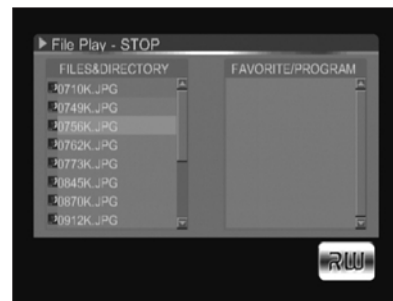 File Play - STOP
FILES&DIRECTORY
0710K.JPG
0749K.JPG
0756K.JPG
0762K.JPG
0773K.JPG
0845K.JPG
0870K.JPG
0912K.JPG
FAVORITE/PROGRAM
RW